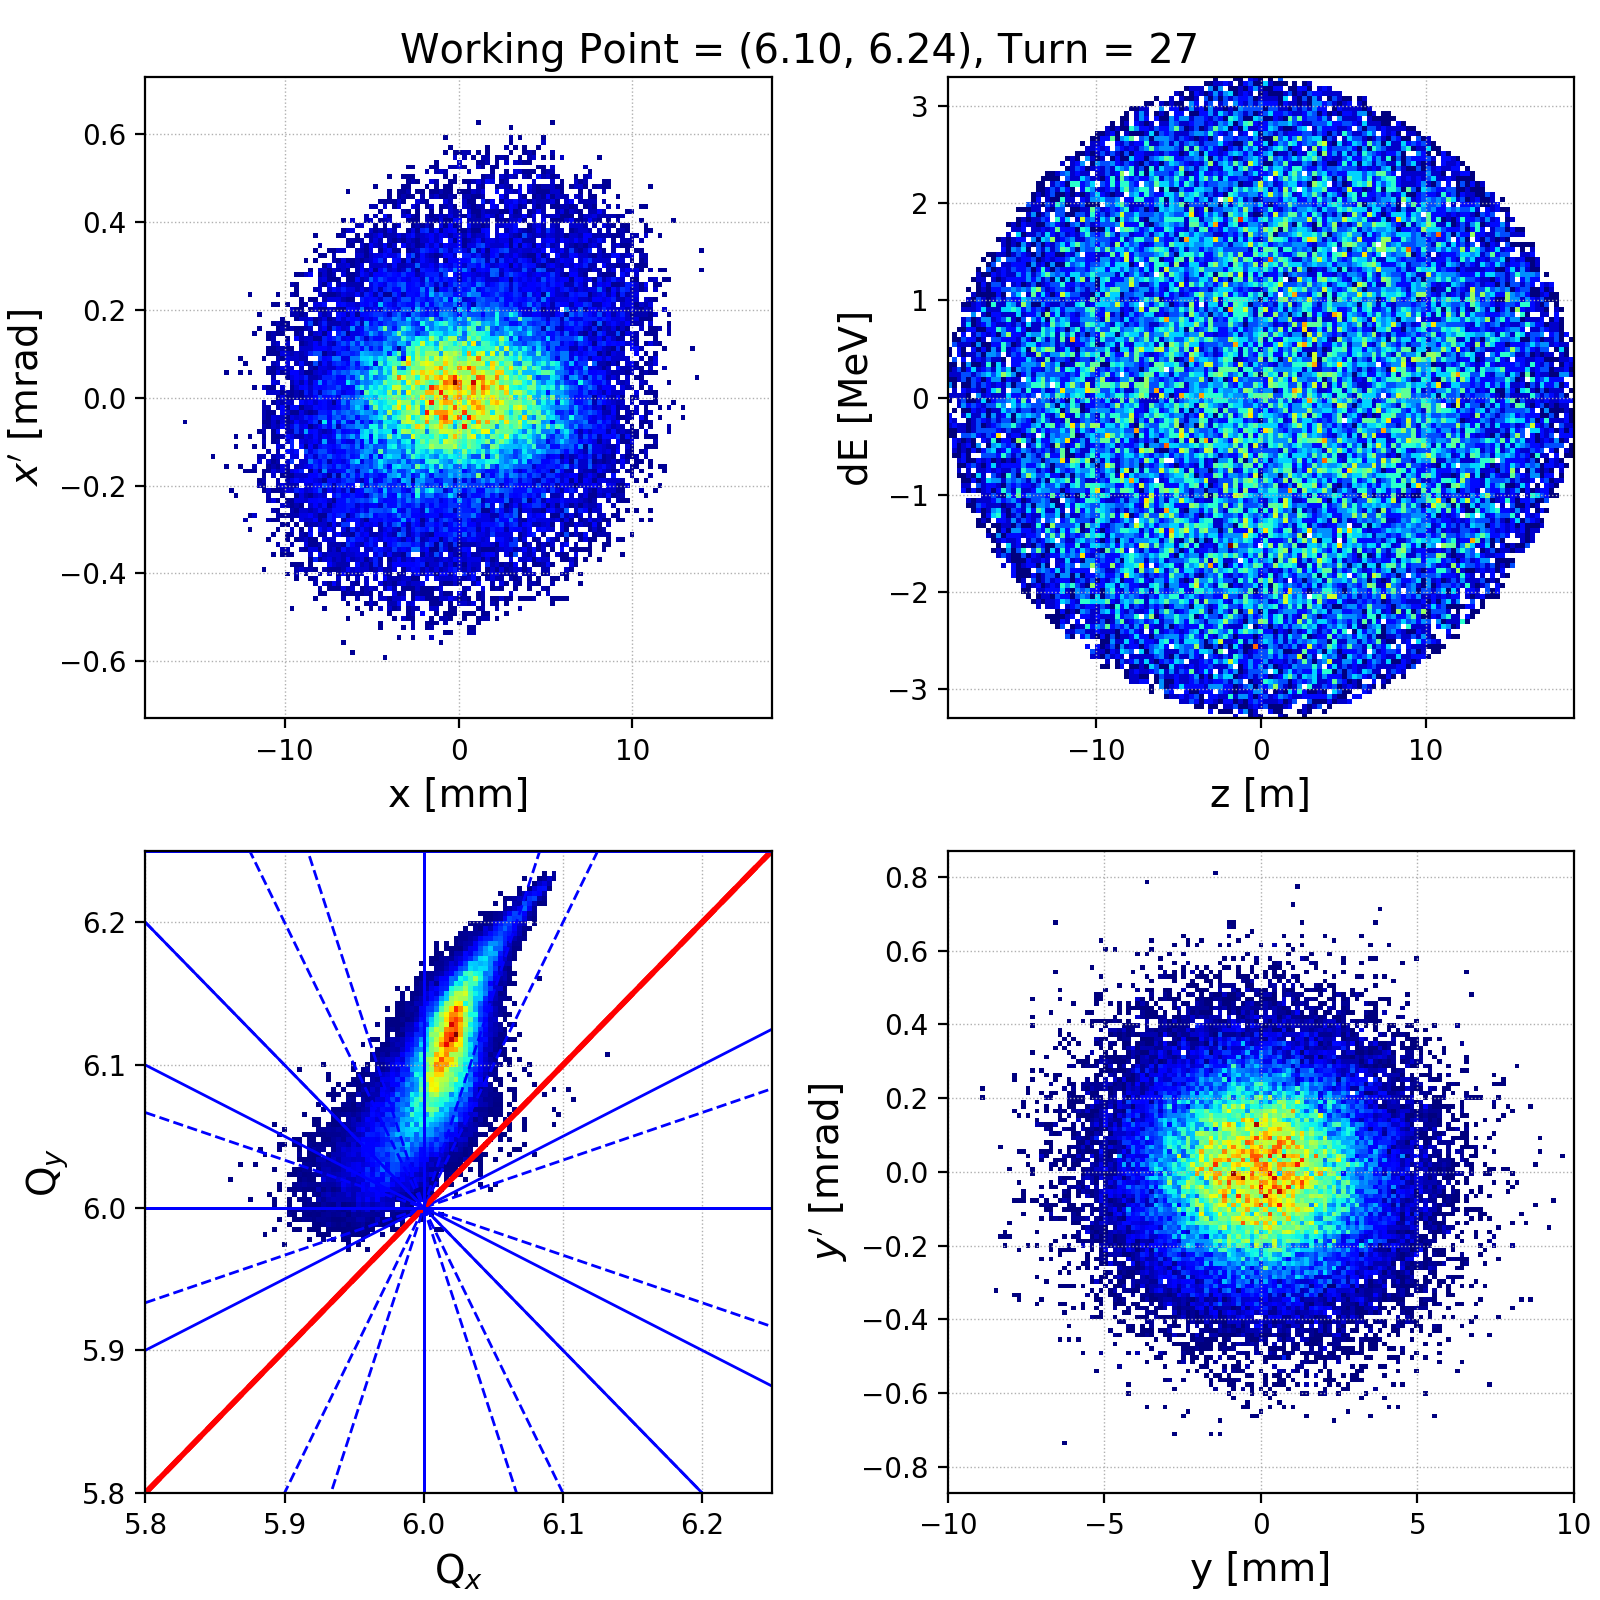 Working Point = (6.10, 6.24), Turn = 27
0.6
0.4
0.2
0.0
−0.2
−0.4
−0.6
x′ [mrad]
−10 0 10
x [mm]
3
2
1
0
−1
−2
−3
dE [MeV]
−10 0 10
z [m]
6.2
6.1
6.0
5.9
5.8
Qy
5.8 5.9 6.0 6.1 6.2
Qx
0.8
0.6
0.4
0.2
0.0
−0.2
−0.4
−0.6
−0.8
y′ [mrad]
−10 −5 0 5 10
y [mm]